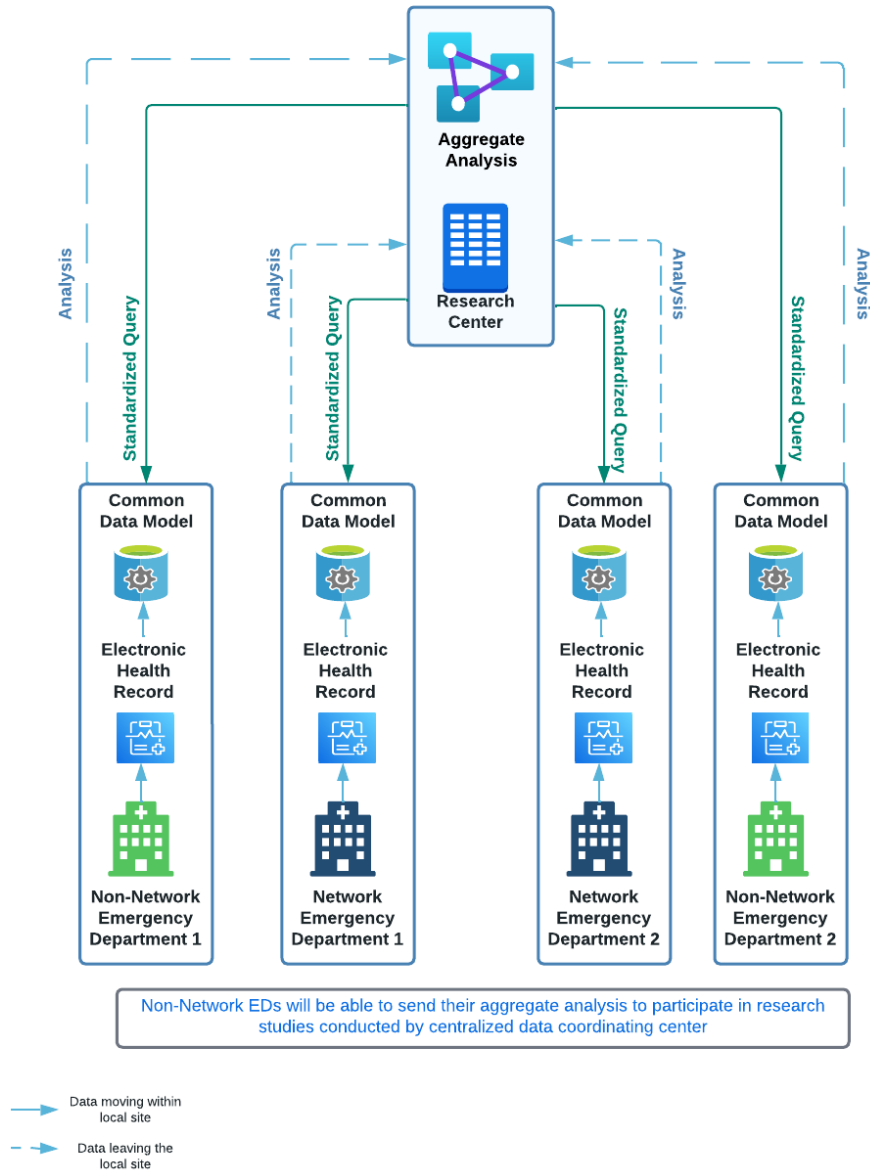 Aggregate
Analysis
Research
Center
Analysis
Standardized Query
Analysis
Standardized Query
Standardized Query
Analysis
Standardized Query
Analysis
Common
Data Model
Electronic
Health
Record
Non-Network
Emergency
Department 1
Common
Data Model
Electronic
Health
Record
Network
Emergency
Department 1
Common
Data Model
Electronic
Health
Record
Network
Emergency
Department 2
Common
Data Model
Electronic
Health
Record
Non-Network
Emergency
Department 2
Non-Network EDs will be able to send their aggregate analysis to participate in research
studies conducted by centralized data coordinating center
Data moving within
local site
Data leaving the
local site